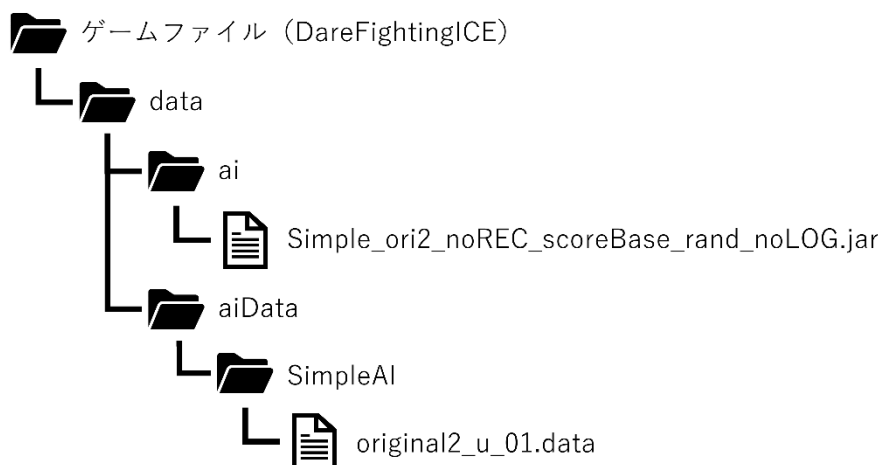 ゲームファイル（DareFightingICE）
data
ai
Simple_ori2_noREC_scoreBase_rand_noLOG.jar
aiData
SimpleAI
original2_u_01.data